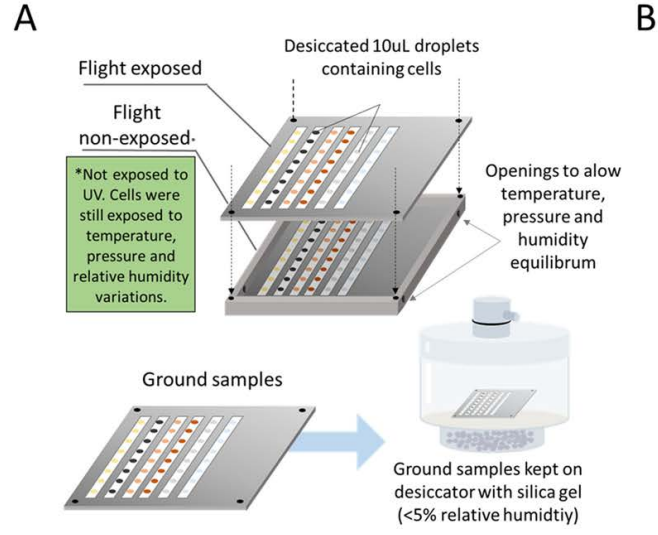 A
B
Desiccated 10uL droplets
containing cells
Flight exposed
Flight
non-exposed*
*Not exposed to
UV. Cells were
still exposed to
temperature,
pressure and
relative humidity
variations.
Openings to alow
temperature,
pressure and
humidity
equilibrum
Ground samples
Ground samples kept on
desiccator with silica gel
(<5% relative humidtiy)